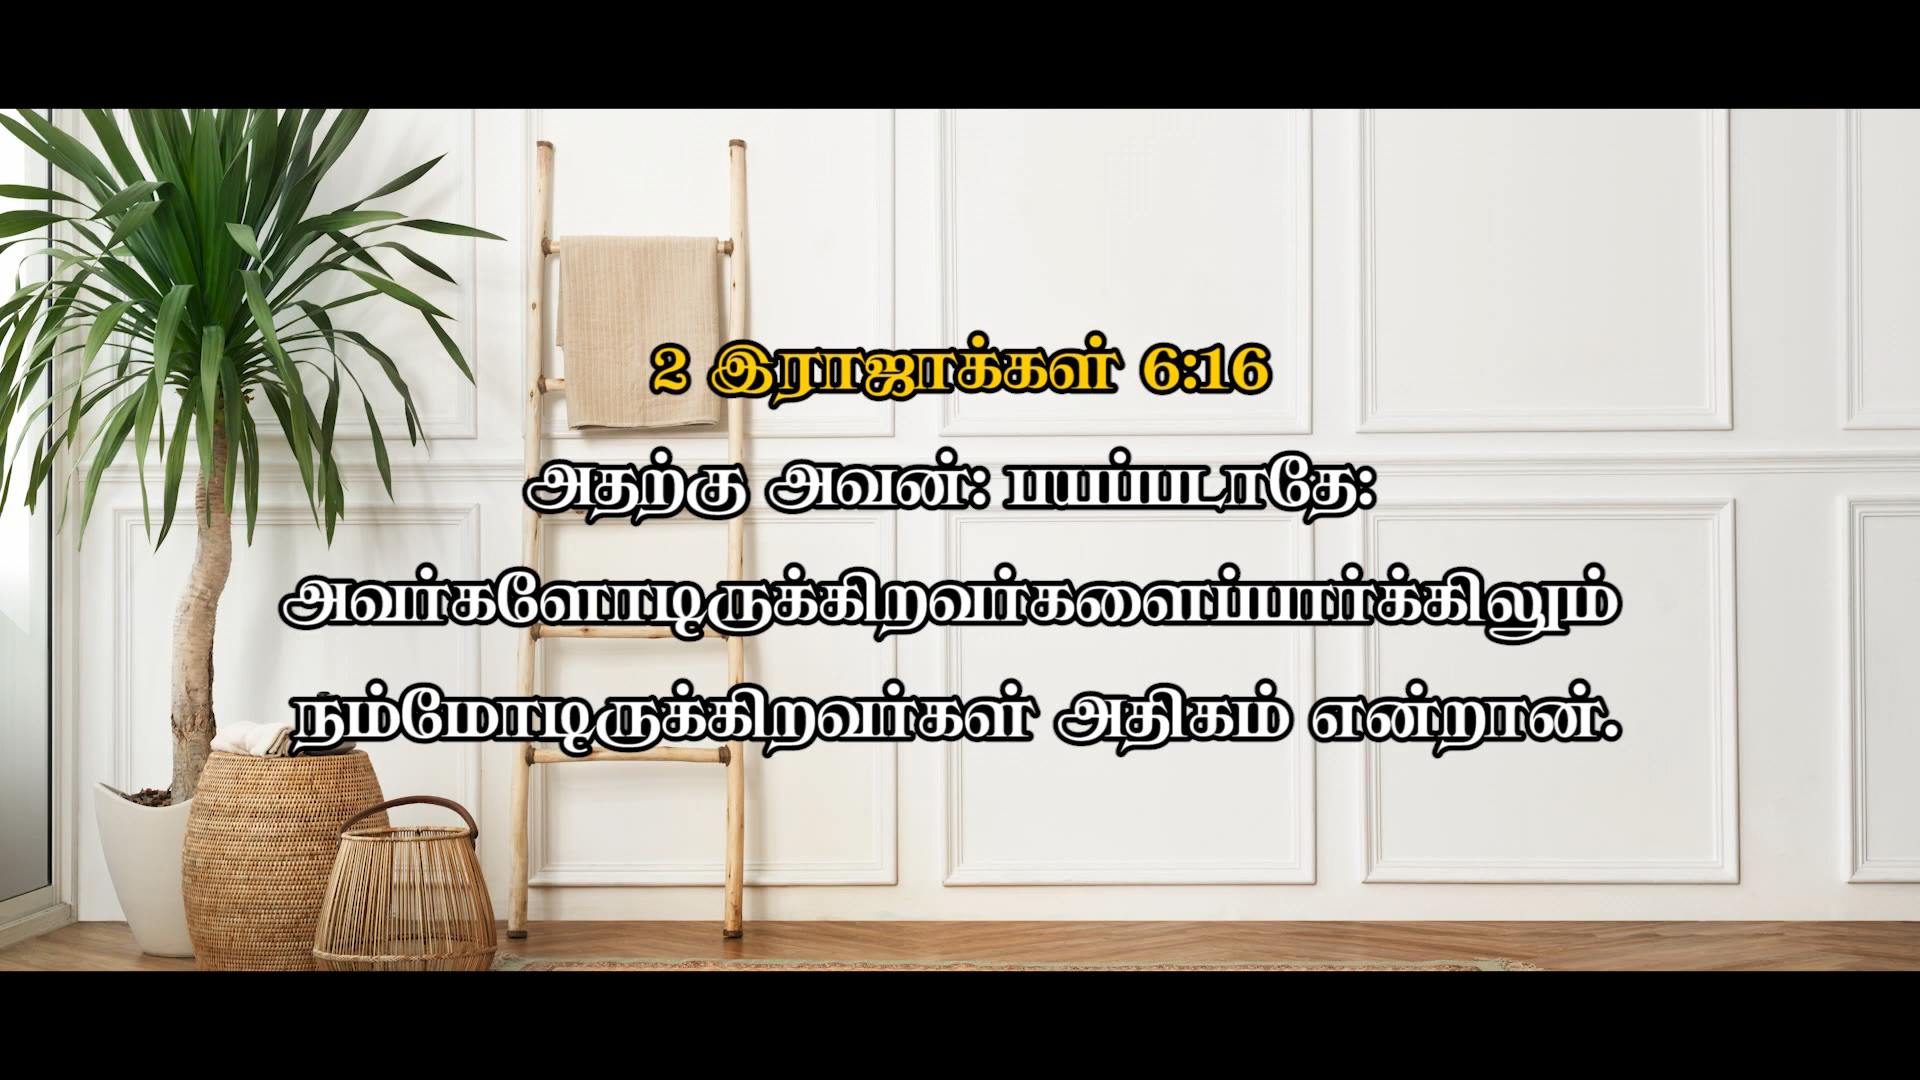 2 இராஜாக்கள் 6:16
அதற்கு அவன்: பயப்படாதே:
அவர்களோடிருக்கிறவர்களைப்பார்க்கிலும்
நம்மோடிருக்கிறவர்கள் அதிகம் என்றான்.